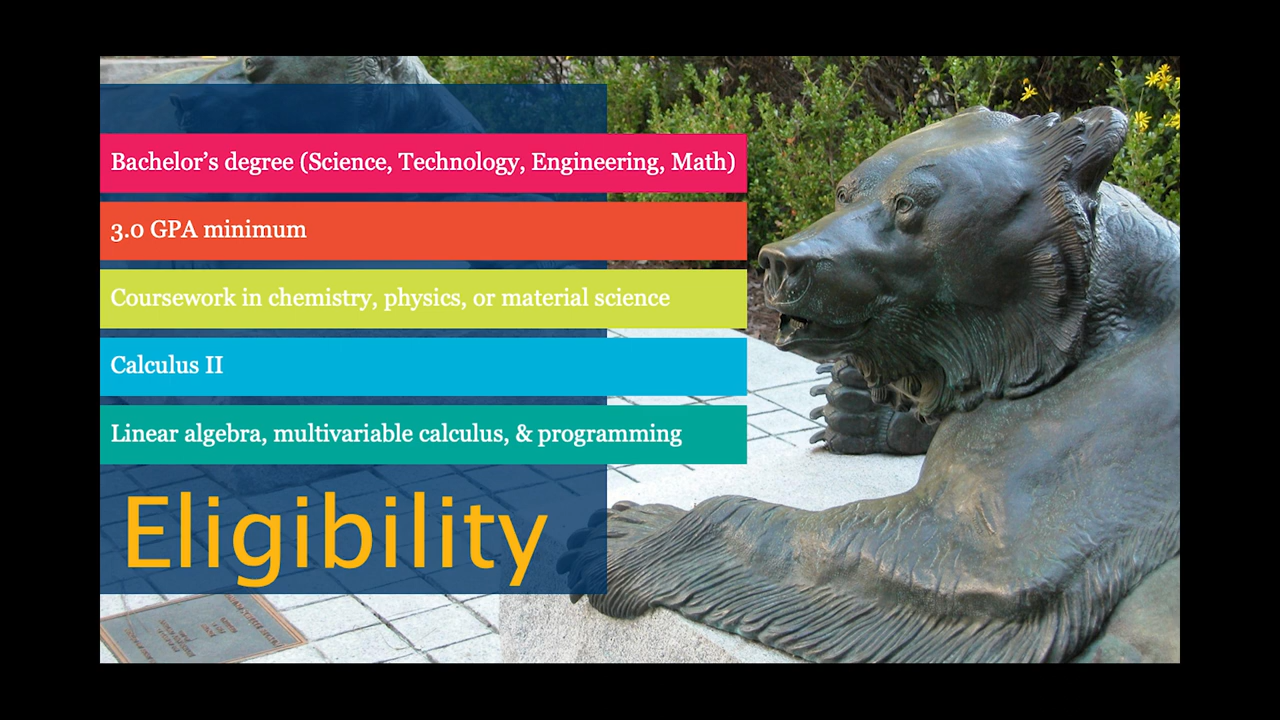 Bachelor’s degree (Science, Technology, Engineering, Math)
3.0 GPA minimum
Coursework in chemistry, physics, or material science
Calculus II
Linear algebra, multivariable calculus, & programming
Eligibility